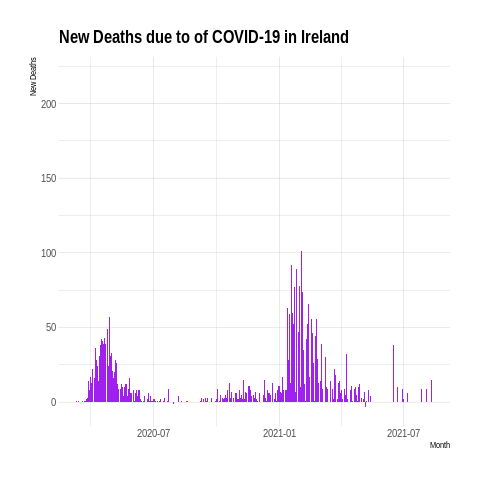 New Deaths due to of COVID-19 in Ireland
New Deaths
200
150
100
50
0
2020-07
2021-01
2021-07
Month